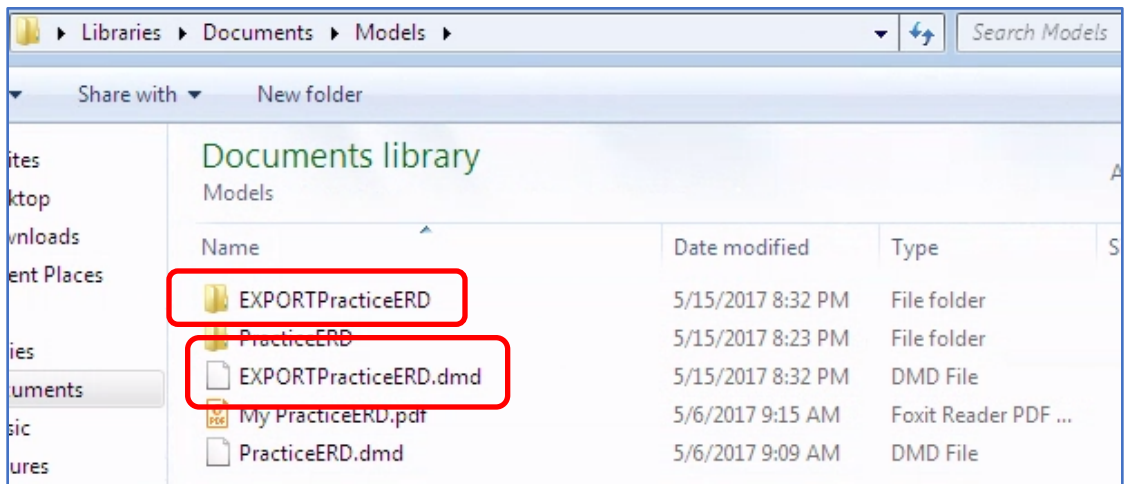 Libraries Documents Models Search Models
Share with New folder
ites Documents library
ktop Models
wnloads Name Date modified Type S
ent Places
EXPORTPracticeERD 5/15/2017 8:32 PM File folder
PracticeERD 5/15/2017 8:23 PM File folder
ies
EXPORTPracticeERD.dmd 5/15/2017 8:32 PM DMD File
uments
My PracticeERD.pdf 5/6/2017 9:15 AM Foxit Reader PDF ...
sic
PracticeERD.dmd 5/6/2017 9:09 AM DMD File
ures